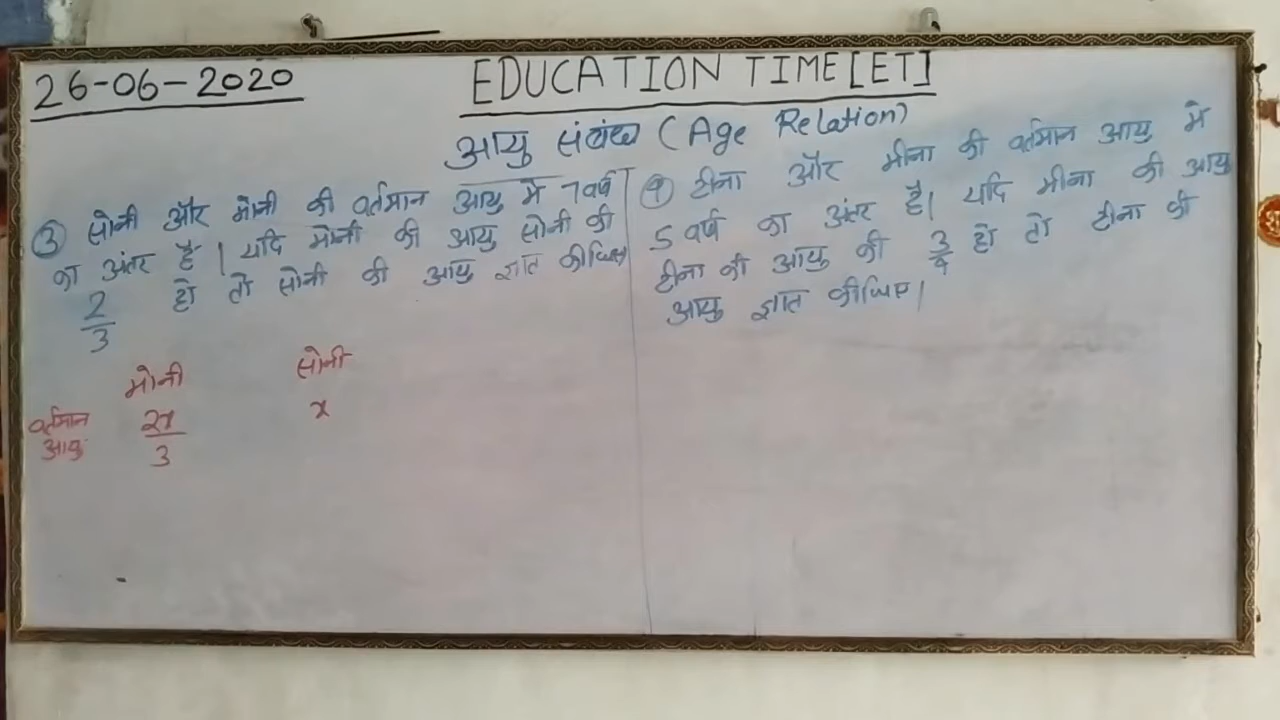 26-06-2020
EDUCATION TIME[ET]
आयु संबंध (Age Relation)
③ सोनी और मोनी की वर्तमान आयु में 7 वर्ष
का अंतर है। यदि मोनी की आयु सोनी की
2/3 हो तो सोनी की आयु ज्ञात कीजिए
④ टीना और मीना की वर्तमान आयु में
5 वर्ष का अंतर है। यदि मीना की आयु
टीना की आयु की 3/4 हो तो टीना की
आयु ज्ञात कीजिए।
मोनी सोनी
वर्तमान 2x/3 x
आयु